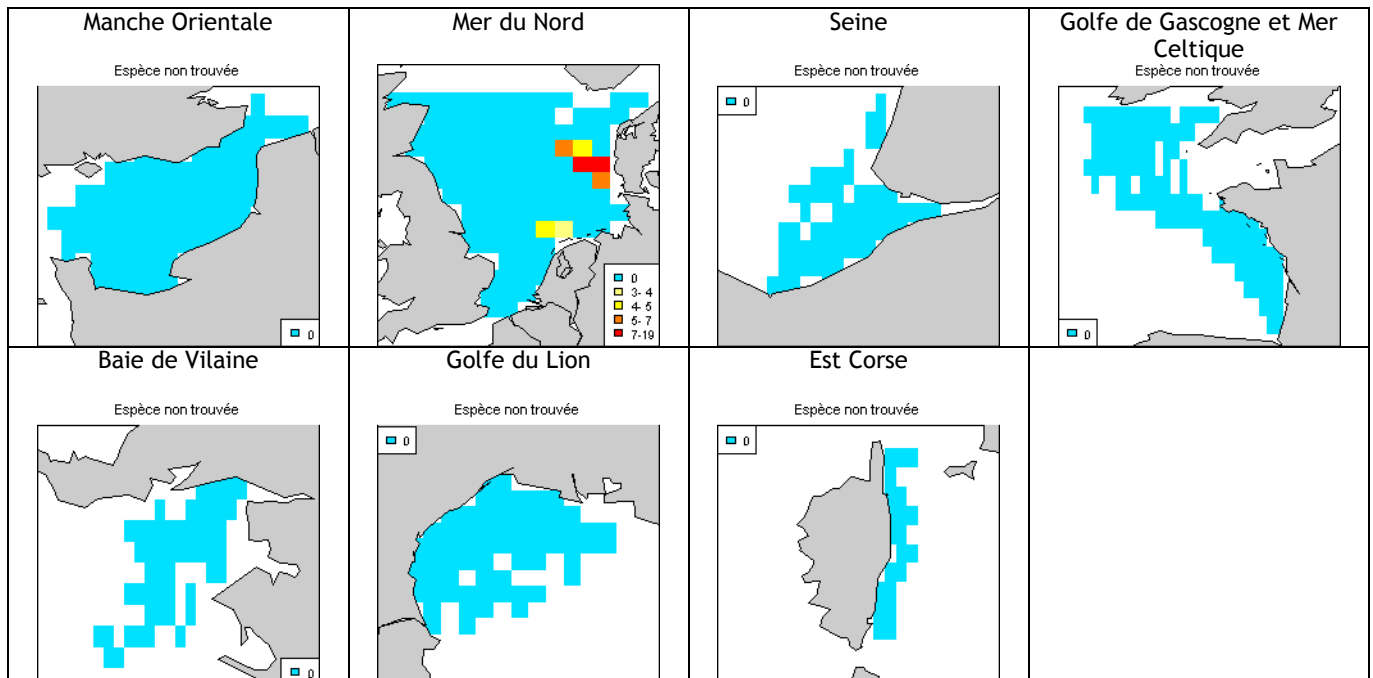 Manche Orientale
Espèce non trouvée
0
Mer du Nord
0
3- 4
4- 5
5- 7
7-19
Seine
Espèce non trouvée
0
Golfe de Gascogne et Mer
Celtique
Espèce non trouvée
0
Baie de Vilaine
Espèce non trouvée
0
Golfe du Lion
Espèce non trouvée
0
Est Corse
Espèce non trouvée
0